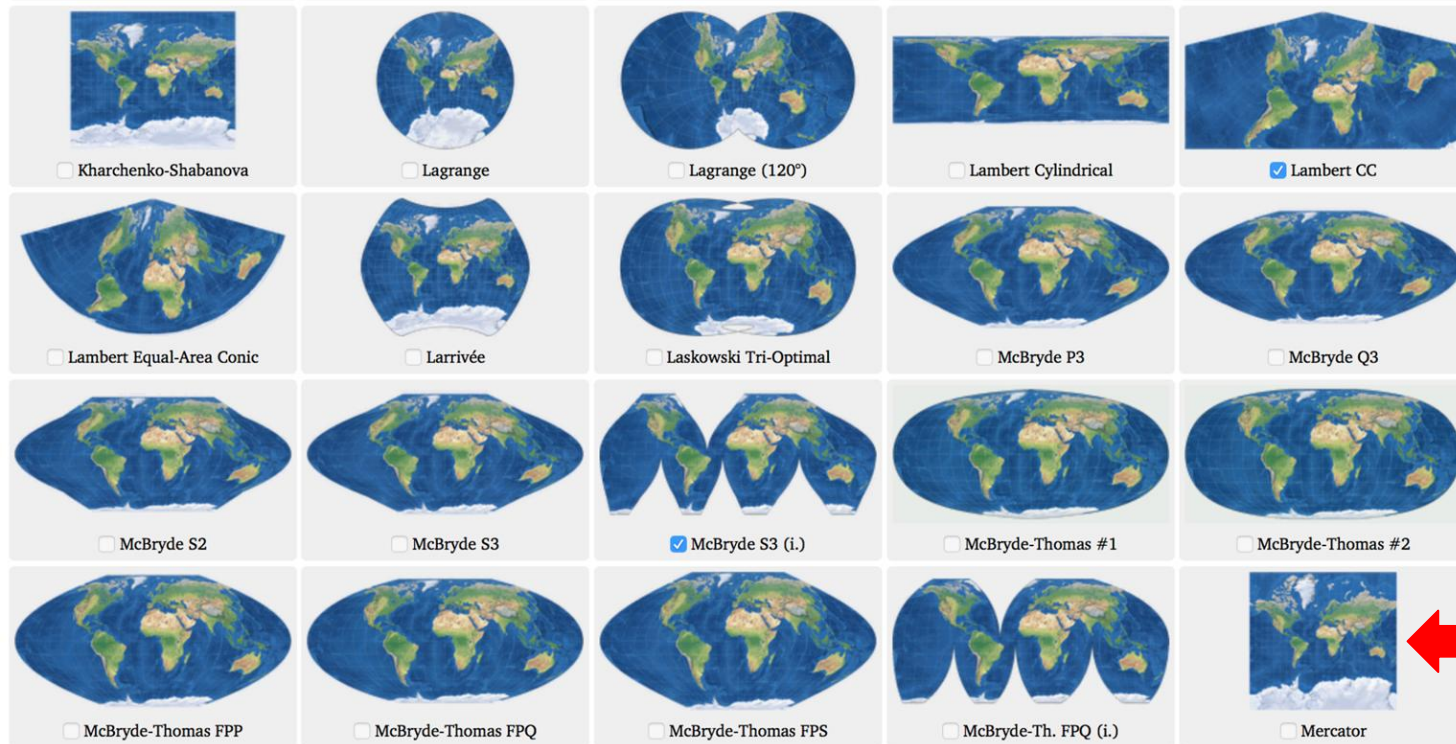 Kharchenko-Shabanova
Lagrange
Lagrange (120°)
Lambert Cylindrical
Lambert CC
Lambert Equal-Area Conic
Larrivée
Laskowski Tri-Optimal
McBryde P3
McBryde Q3
McBryde S2
McBryde S3
McBryde S3 (i.)
McBryde-Thomas #1
McBryde-Thomas #2
McBryde-Thomas FPP
McBryde-Thomas FPQ
McBryde-Thomas FPS
McBryde-Th. FPQ (i.)
Mercator